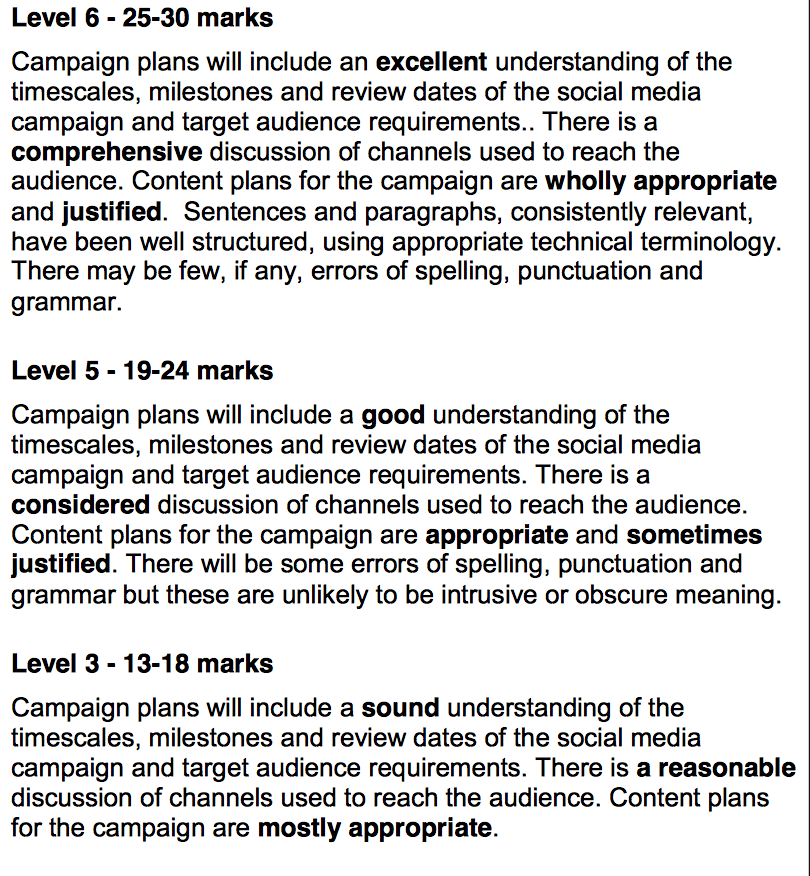 Level 6 - 25-30 marks
Campaign plans will include an excellent understanding of the
timescales, milestones and review dates of the social media
campaign and target audience requirements.. There is a
comprehensive discussion of channels used to reach the
audience. Content plans for the campaign are wholly appropriate
and justified.  Sentences and paragraphs, consistently relevant,
have been well structured, using appropriate technical terminology.
There may be few, if any, errors of spelling, punctuation and
grammar.
Level 5 - 19-24 marks
Campaign plans will include a good understanding of the
timescales, milestones and review dates of the social media
campaign and target audience requirements. There is a
considered discussion of channels used to reach the audience.
Content plans for the campaign are appropriate and sometimes
justified. There will be some errors of spelling, punctuation and
grammar but these are unlikely to be intrusive or obscure meaning.
Level 3 - 13-18 marks
Campaign plans will include a sound understanding of the
timescales, milestones and review dates of the social media
campaign and target audience requirements. There is a reasonable
discussion of channels used to reach the audience. Content plans
for the campaign are mostly appropriate.